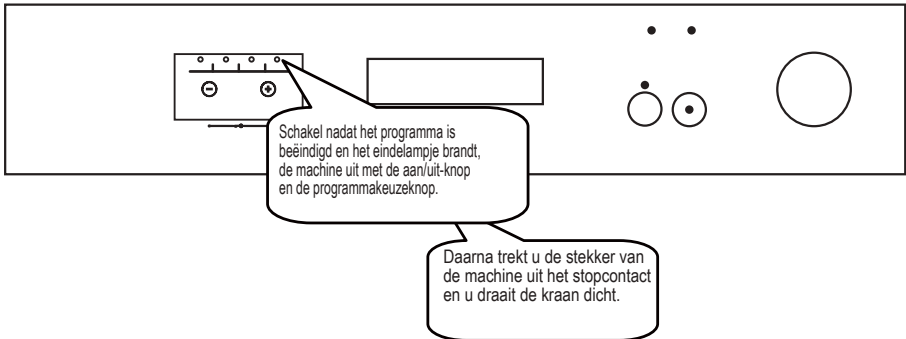 Schakel nadat het programma is
beëindigd en het eindelampje brandt,
de machine uit met de aan/uit-knop
en de programmakeuzeknop.
Daarna trekt u de stekker van
de machine uit het stopcontact
en u draait de kraan dicht.